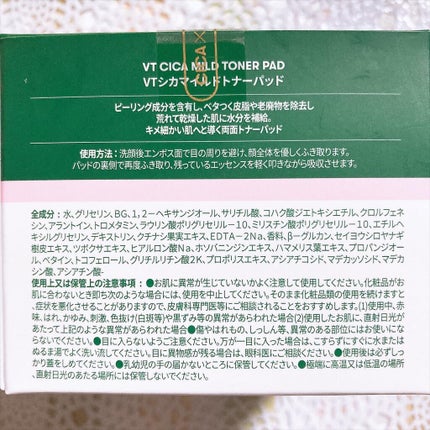 CICA×
VT CICA MILD TONER PAD
VTシカマイルドトナーパッド
ピーリング成分を含有し、ベタつく皮脂や老廃物を除去し
荒れて乾燥した肌に水分を補給。
キメ細かい肌へと導く両面トナーパッド
使用方法：洗顔後エンボス面で目の周りを避け、顔全体を優しくふき取ります。
パッドの裏側で再度ふき取り、残っているエッセンスを軽く叩きながら吸収させます。
全成分：水、グリセリン、BG、1,2－ヘキサンジオール、サリチル酸、コハク酸ジエトキシエチル、クロルフェネ
シン、アラントイン、トロメタミン、ラウリン酸ポリグリセリル－10、ミリスチン酸ポリグリセリル－10、エチルヘ
キシルグリセリン、デキストリン、クチナシ果実エキス、EDTA－2Na、香料、β－グルカン、セイヨウシロヤナギ
樹皮エキス、ツボクサエキス、ヒアルロン酸Na、ホソバニンジンエキス、ハマメリス葉エキス、プロパンジオー
ル、ベタイン、トコフェロール、グリチルリチン酸2K、プロポリスエキス、アシアチコシド、マデカッソシド、マデカ
シン酸、アシアチン酸-
使用上又は保管上の注意事項：●お肌に異常が生じていないかよく注意して使用してください。化粧品がお
肌に合わないとき即ち次のような場合には、使用を中止してください。そのまま化粧品類の使用を続けますと
、症状を悪化させることがありますので、皮膚科専門医等にご相談されることをおすすめします。(1)使用中、赤
味、はれ、かゆみ、刺激、色抜け(白斑等)や黒ずみ等の異常があらわれた場合(2)使用したお肌に、直射日光が
あたって上記のような異常があらわれた場合●傷やはれもの、しっしん等、異常のある部位にはお使いにな
らないでください。●目に入らないようご注意ください。万が一目に入った場合は、こすらずにすぐに水または
ぬるま湯でよく洗い流してください。目に異物感が残る場合は、眼科医にご相談ください。●使用後は必ずしっ
かり蓋をしめてください。●乳幼児の手の届かないところに保管してください。●極端に高温又は低温の場所
、直射日光のあたる場所には保管しないでください。